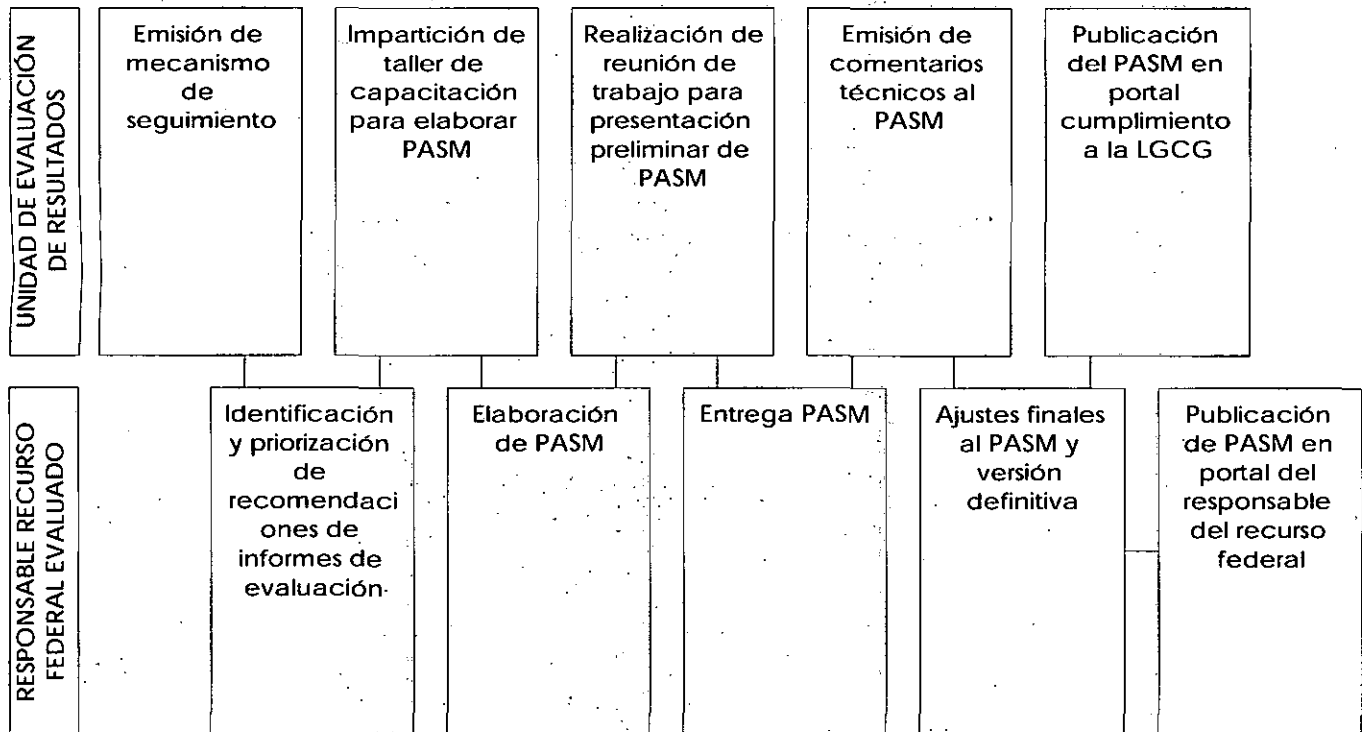 UNIDAD DE EVALUACIÓN
DE RESULTADOS
Emisión de
mecanismo
de
seguimiento
Impartición de
taller de
capacitación
para elaborar
PASM
Realización de
reunión de
trabajo para
presentación
preliminar de
PASM
Emisión de
comentarios
técnicos al
PASM
Publicación
del PASM en
portal
cumplimiento
a la LGCG
RESPONSABLE RECURSO
FEDERAL EVALUADO
Identificación
y priorización
de
recomendaci
ones de
informes de
evaluación
Elaboración
de PASM
Entrega PASM
Ajustes finales
al PASM y
versión
definitiva
Publicación
de PASM en
portal del
responsable
del recurso
federal